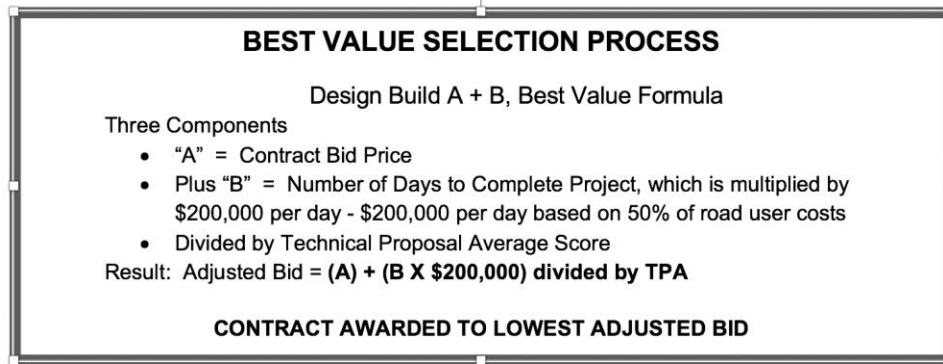 BEST VALUE SELECTION PROCESS
Design Build A + B, Best Value Formula
Three Components
• “A” = Contract Bid Price
• Plus “B” = Number of Days to Complete Project, which is multiplied by
$200,000 per day - $200,000 per day based on 50% of road user costs
• Divided by Technical Proposal Average Score
Result: Adjusted Bid = (A) + (B X $200,000) divided by TPA
CONTRACT AWARDED TO LOWEST ADJUSTED BID